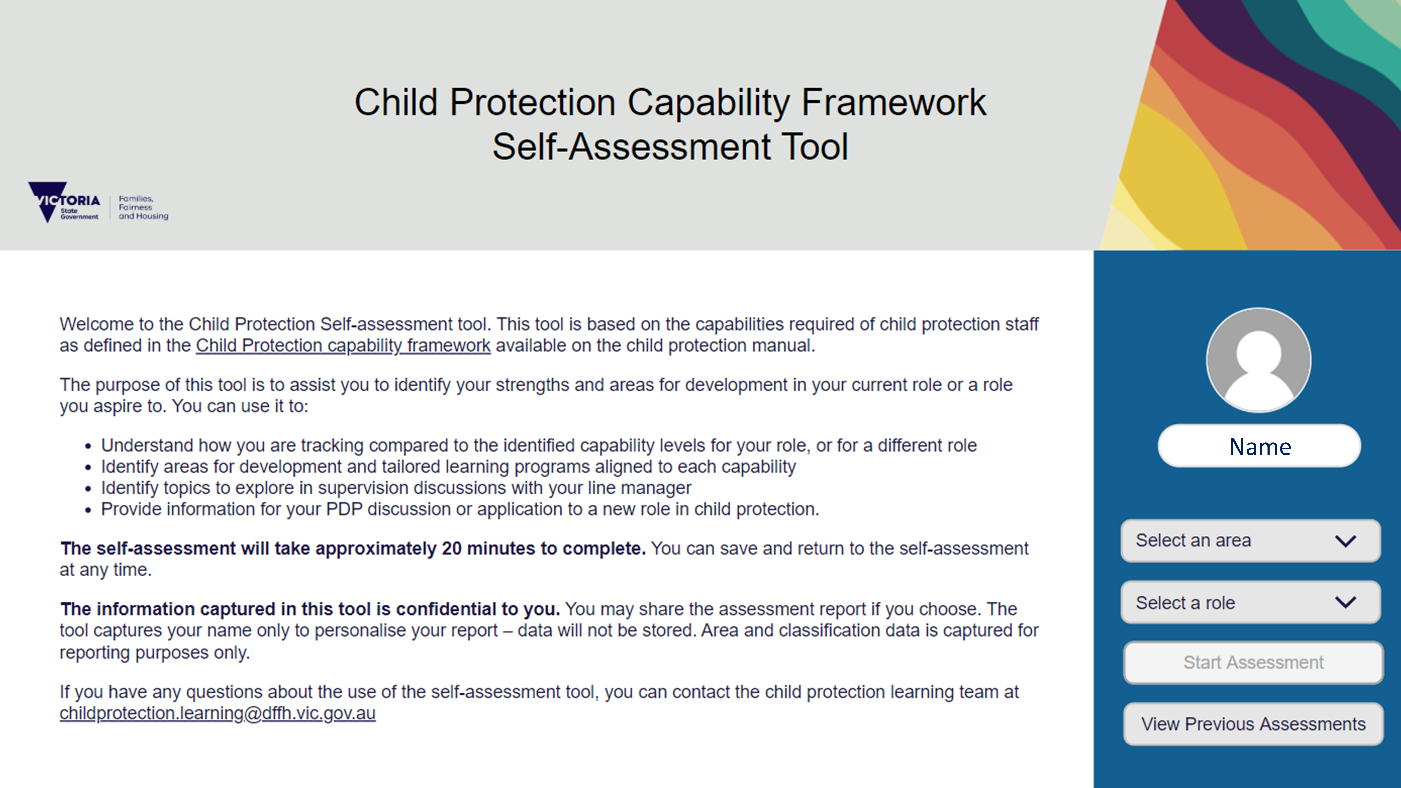 Child Protection Capability Framework
Self-Assessment Tool
VICTORIA
State
Government
Families,
Fairness
and Housing
Welcome to the Child Protection Self-assessment tool. This tool is based on the capabilities required of child protection staff
as defined in the Child Protection capability framework available on the child protection manual.
The purpose of this tool is to assist you to identify your strengths and areas for development in your current role or a role
you aspire to. You can use it to:
• Understand how you are tracking compared to the identified capability levels for your role, or for a different role
• Identify areas for development and tailored learning programs aligned to each capability
• Identify topics to explore in supervision discussions with your line manager
• Provide information for your PDP discussion or application to a new role in child protection.
The self-assessment will take approximately 20 minutes to complete. You can save and return to the self-assessment
at any time.
The information captured in this tool is confidential to you. You may share the assessment report if you choose. The
tool captures your name only to personalise your report – data will not be stored. Area and classification data is captured for
reporting purposes only.
If you have any questions about the use of the self-assessment tool, you can contact the child protection learning team at
childprotection.learning@dffh.vic.gov.au
Name
Select an area
Select a role
Start Assessment
View Previous Assessments